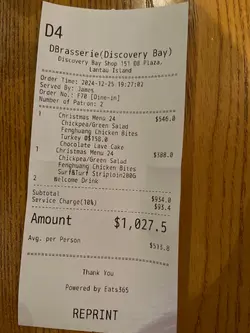 D4
DBrasserie(Discovery Bay)
Discovery Bay Shop 151 DB Plaza,
Lantau Island
Order Time: 2024-12-25 19:27:02
Served By: James
Order No.: F70 [Dine-in]
Number of Patron: 2
1 Christmas Menu 24 $546.0
Chickpea/Green Salad
Fenghuang Chicken Bites
Turkey D$158.0
Chocolate Lave Cake
1 Christmas Menu 24 $388.0
Chickpea/Green Salad
Fenghuang Chicken Bites
Surf&Turf Striploin200G
2 Welcome Drink
Subtotal $934.0
Service Charge(10%) $93.4
Amount $1,027.5
Avg. per Person
Thank You
Powered by Eats365
REPRINT